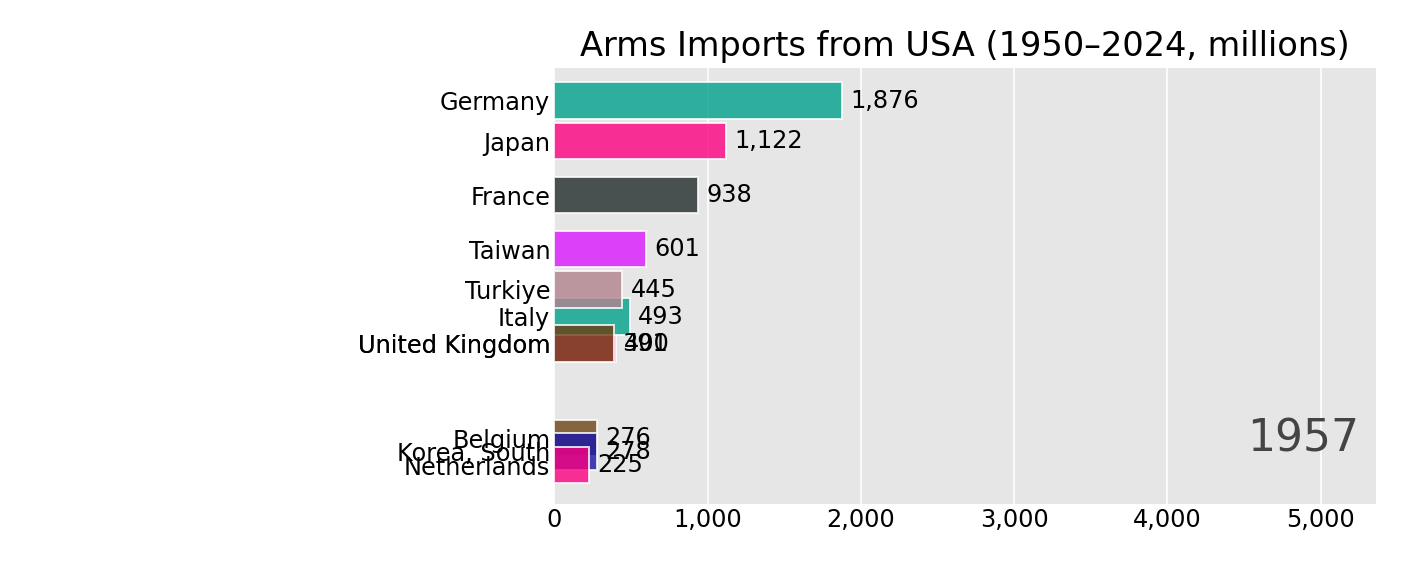 Arms Imports from USA (1950–2024, millions)
Germany 1,876
Japan 1,122
France 938
Taiwan 601
Turkiye 445
Italy 493
United Kingdom
Belgium 276
Korea, South 278
Netherlands 225
1957
0 1,000 2,000 3,000 4,000 5,000